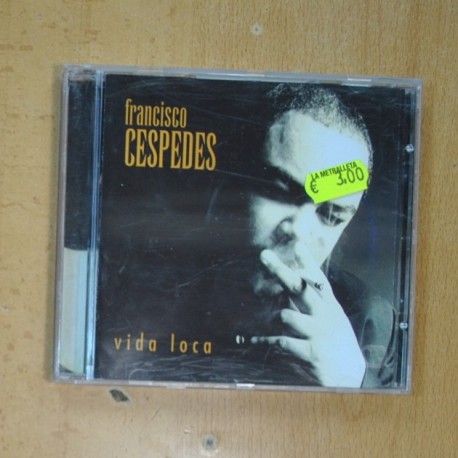 francisco
CESPEDES
LA METRALLETA
€ 3.00
vida loca